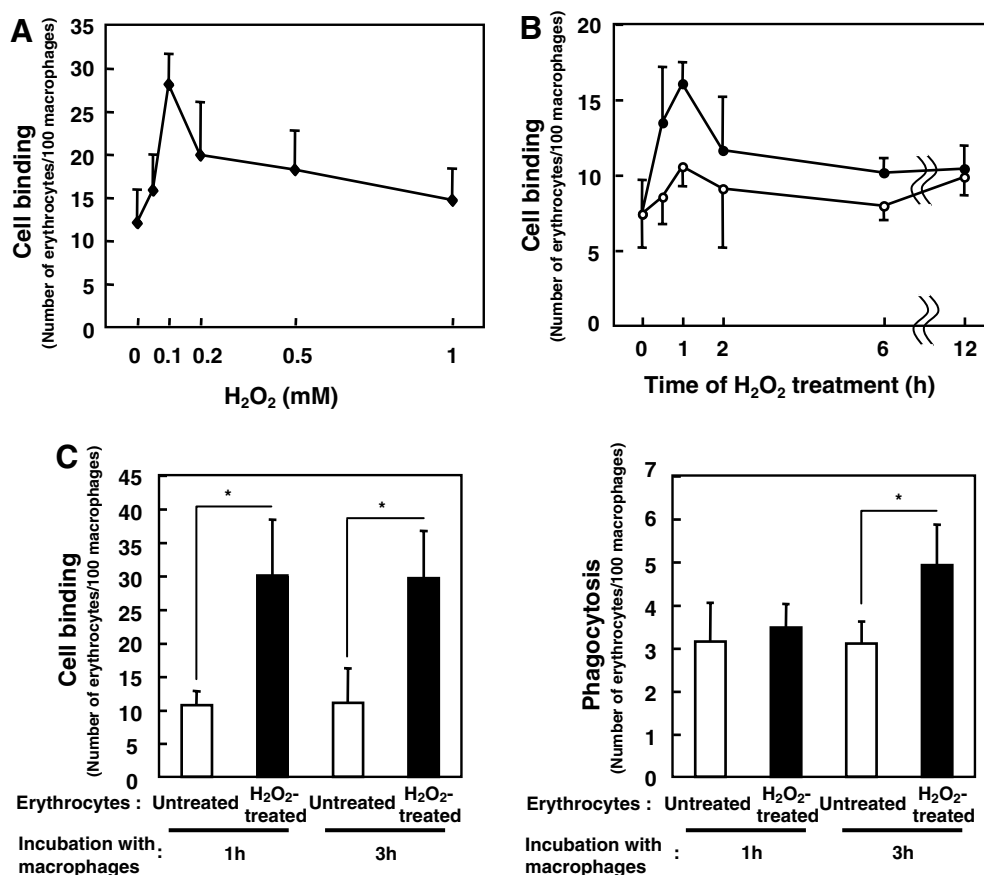 A
Cell binding
(Number of erythrocytes/100 macrophages)
35
30
25
20
15
10
5
0
0 0.1 0.2 0.5 1
H₂O₂ (mM)
B
Cell binding
(Number of erythrocytes/100 macrophages)
20
15
10
5
0
0 1 2 6 12
Time of H₂O₂ treatment (h)
C
Cell binding
(Number of erythrocytes/100 macrophages)
45
40
35
30
25
20
15
10
5
0
*
*
Erythrocytes : Untreated H₂O₂- Untreated H₂O₂-
treated treated
Incubation with
macrophages : 1h 3h
Phagocytosis
(Number of erythrocytes/100 macrophages)
7
6
5
4
3
2
1
0
*
Erythrocytes : Untreated H₂O₂- Untreated H₂O₂-
treated treated
Incubation with
macrophages : 1h 3h